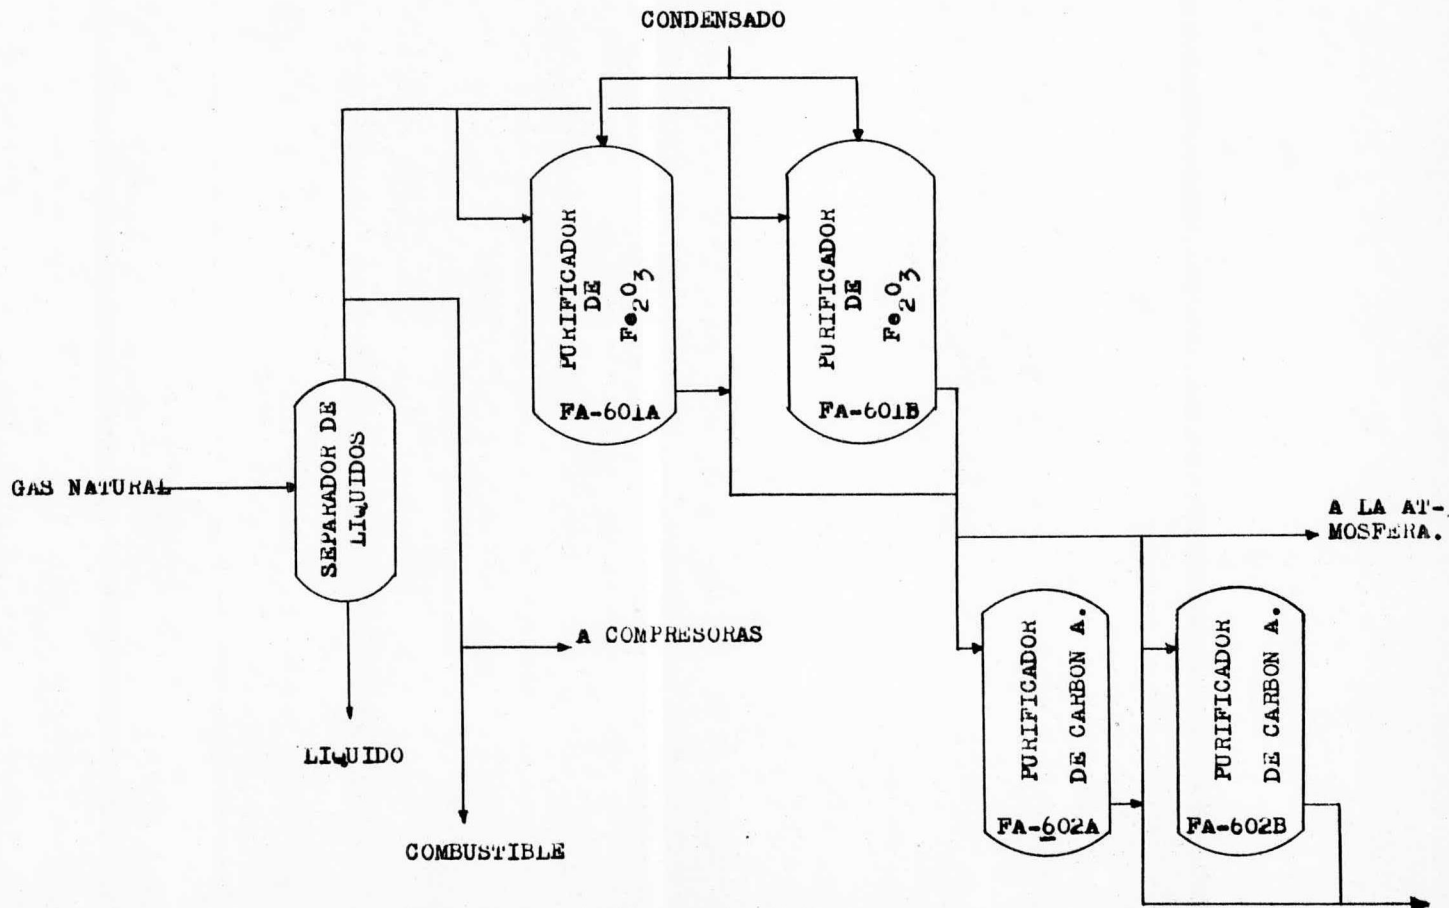 CONDENSADO
PURIFICADOR
DE
Fe2O3
FA-601A
PURIFICADOR
DE
Fe2O3
FA-601B
SEPARADOR DE
LIQUIDOS
GAS NATURAL
A LA AT-
MOSFERA.
A COMPRESORAS
PURIFICADOR
DE CARBON A.
FA-602A
PURIFICADOR
DE CARBON A.
FA-602B
LIQUIDO
COMBUSTIBLE